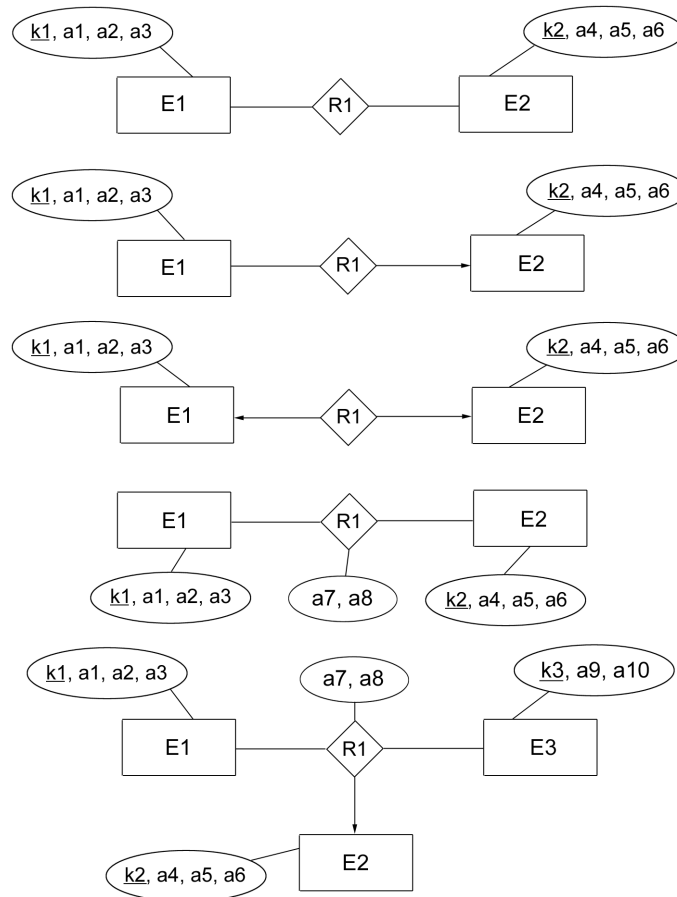 k1, a1, a2, a3
k2, a4, a5, a6
E1
R1
E2
k1, a1, a2, a3
k2, a4, a5, a6
E1
R1
E2
k1, a1, a2, a3
k2, a4, a5, a6
E1
R1
E2
E1
R1
E2
k1, a1, a2, a3
a7, a8
k2, a4, a5, a6
k1, a1, a2, a3
a7, a8
k3, a9, a10
E1
R1
E3
E2
k2, a4, a5, a6